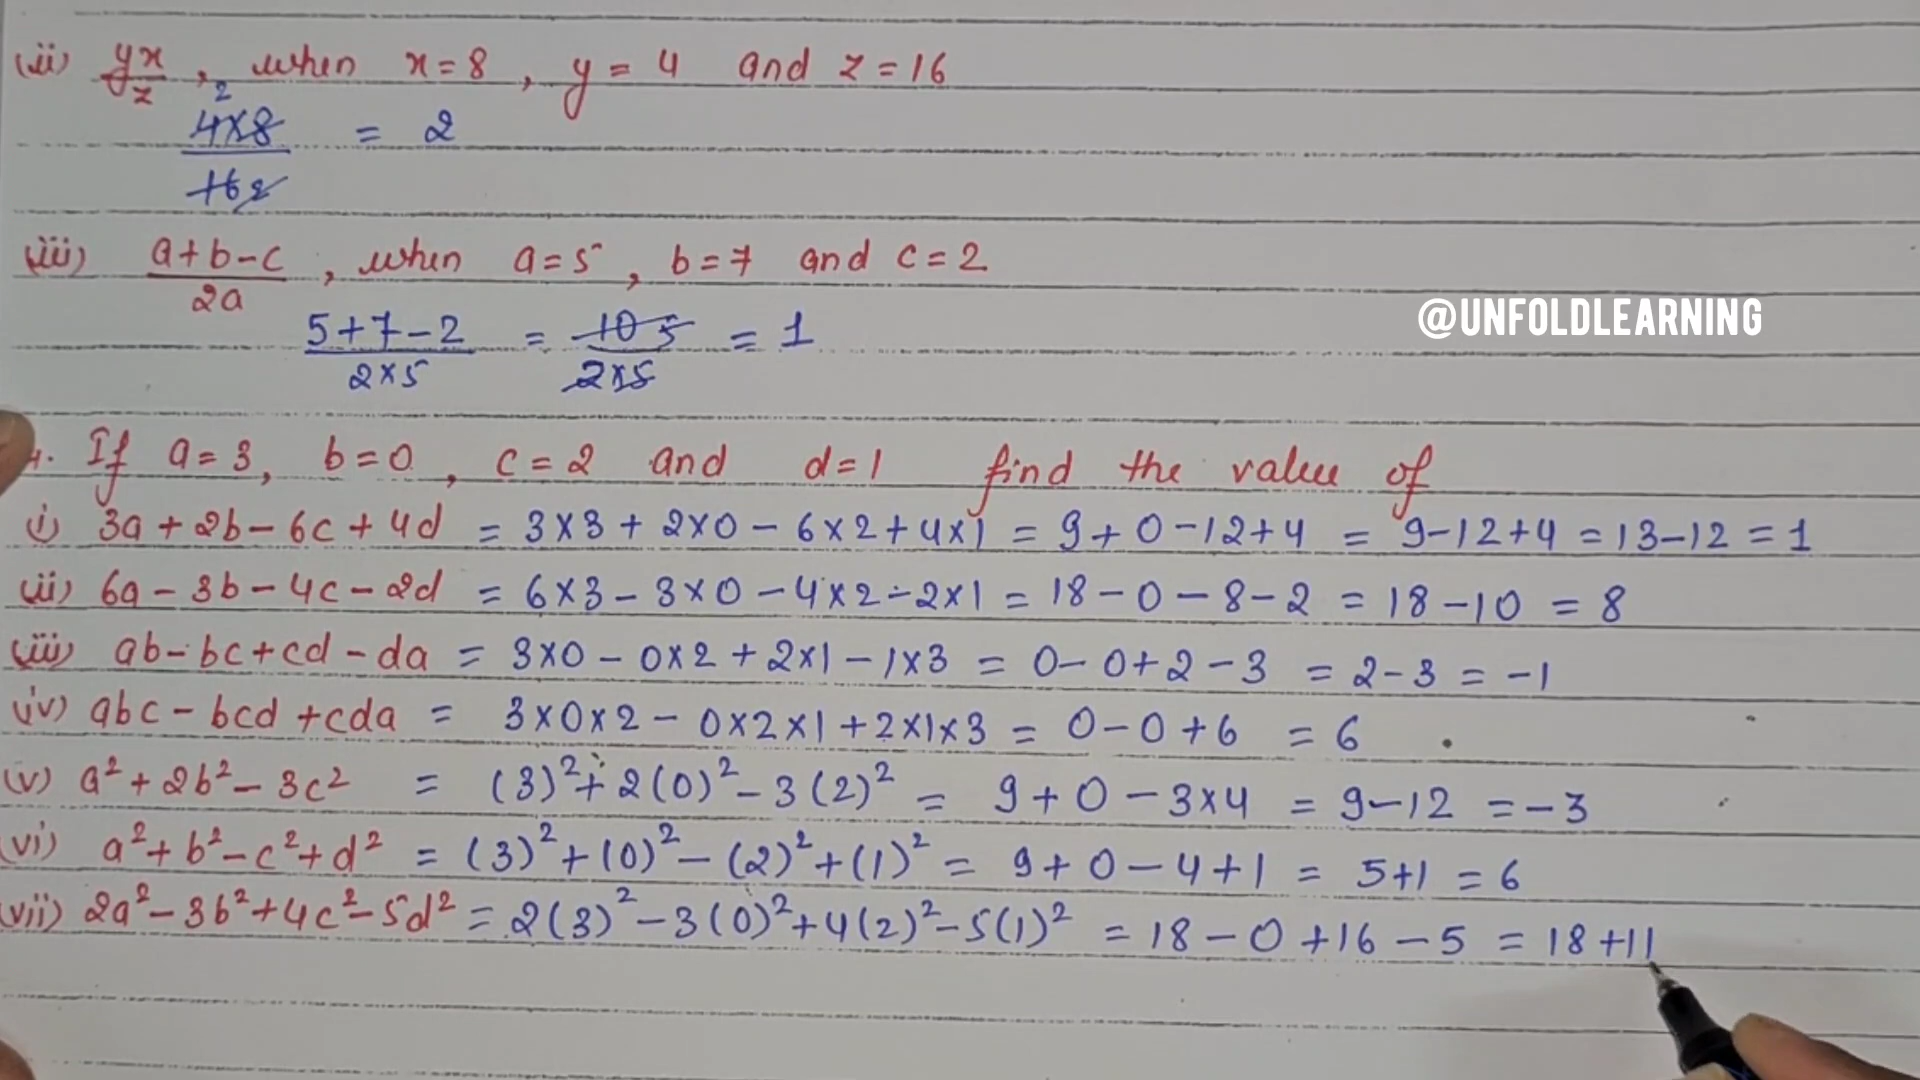 (ii) yx/z, when x=8, y=4 and z=16
4×8/16 2 2 = 2
(iii) a+b-c/2a, when a=5, b=7 and c=2
@UNFOLDLEARNING
5+7-2/2×5 = 10 5/2×5 = 1
4. If a=3, b=0, c=2 and d=1 find the value of
(i) 3a+2b-6c+4d = 3×3+2×0-6×2+4×1 = 9+0-12+4 = 9-12+4 = 13-12 = 1
(ii) 6a-3b-4c-2d = 6×3-3×0-4×2-2×1 = 18-0-8-2 = 18-10 = 8
(iii) ab-bc+cd-da = 3×0-0×2+2×1-1×3 = 0-0+2-3 = 2-3 = -1
(iv) abc-bcd+cda = 3×0×2-0×2×1+2×1×3 = 0-0+6 = 6
(v) a²+2b²-3c² = (3)²+2(0)²-3(2)² = 9+0-3×4 = 9-12 = -3
(vi) a²+b²-c²+d² = (3)²+(0)²-(2)²+(1)² = 9+0-4+1 = 5+1 = 6
(vii) 2a²-3b²+4c²-5d² = 2(3)²-3(0)²+4(2)²-5(1)² = 18-0+16-5 = 18+11